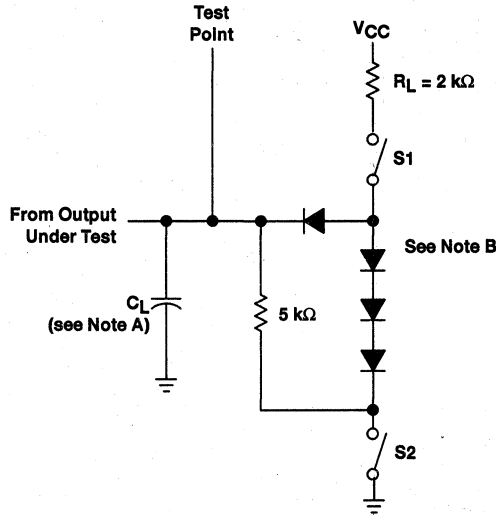 Test
Point
VCC
RL = 2 kΩ
S1
From Output
Under Test
See Note B
CL
(see Note A)
5 kΩ
S2